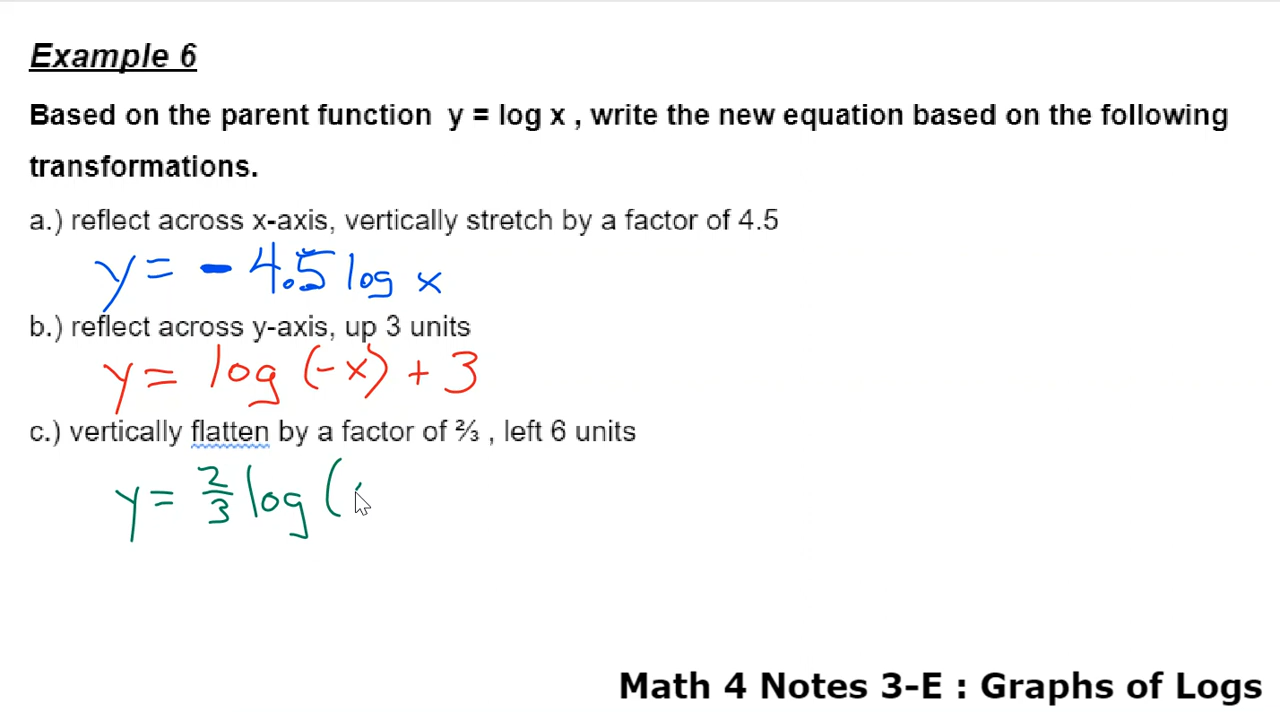 Example 6
Based on the parent function y = log x , write the new equation based on the following
transformations.
a.) reflect across x-axis, vertically stretch by a factor of 4.5
y = - 4.5 log x
b.) reflect across y-axis, up 3 units
y = log (-x) + 3
c.) vertically flatten by a factor of ⅔ , left 6 units
y = 2/3 log (
Math 4 Notes 3-E : Graphs of Logs